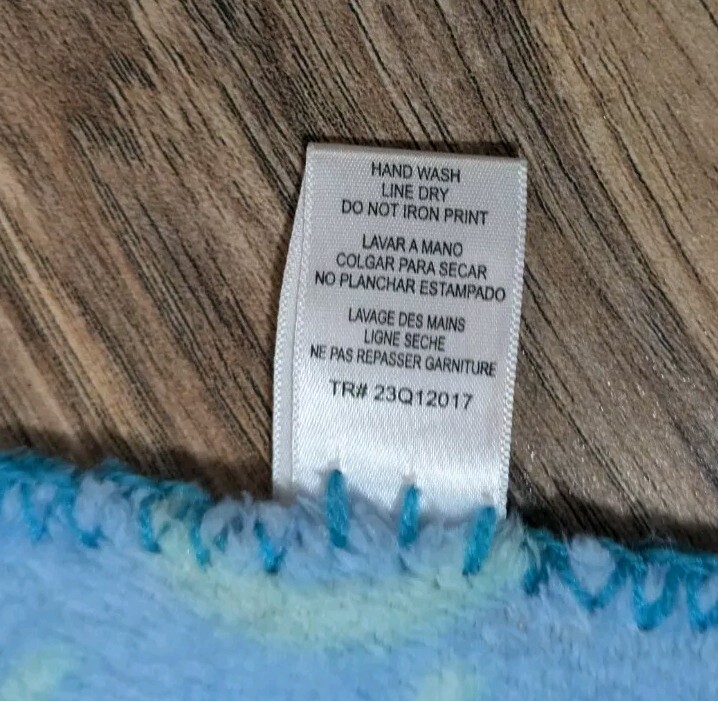 HAND WASH
LINE DRY
DO NOT IRON PRINT
LAVAR A MANO
COLGAR PARA SECAR
NO PLANCHAR ESTAMPADO
LAVAGE DES MAINS
LIGNE SECHE
NE PAS REPASSER GARNITURE
TR# 23Q12017